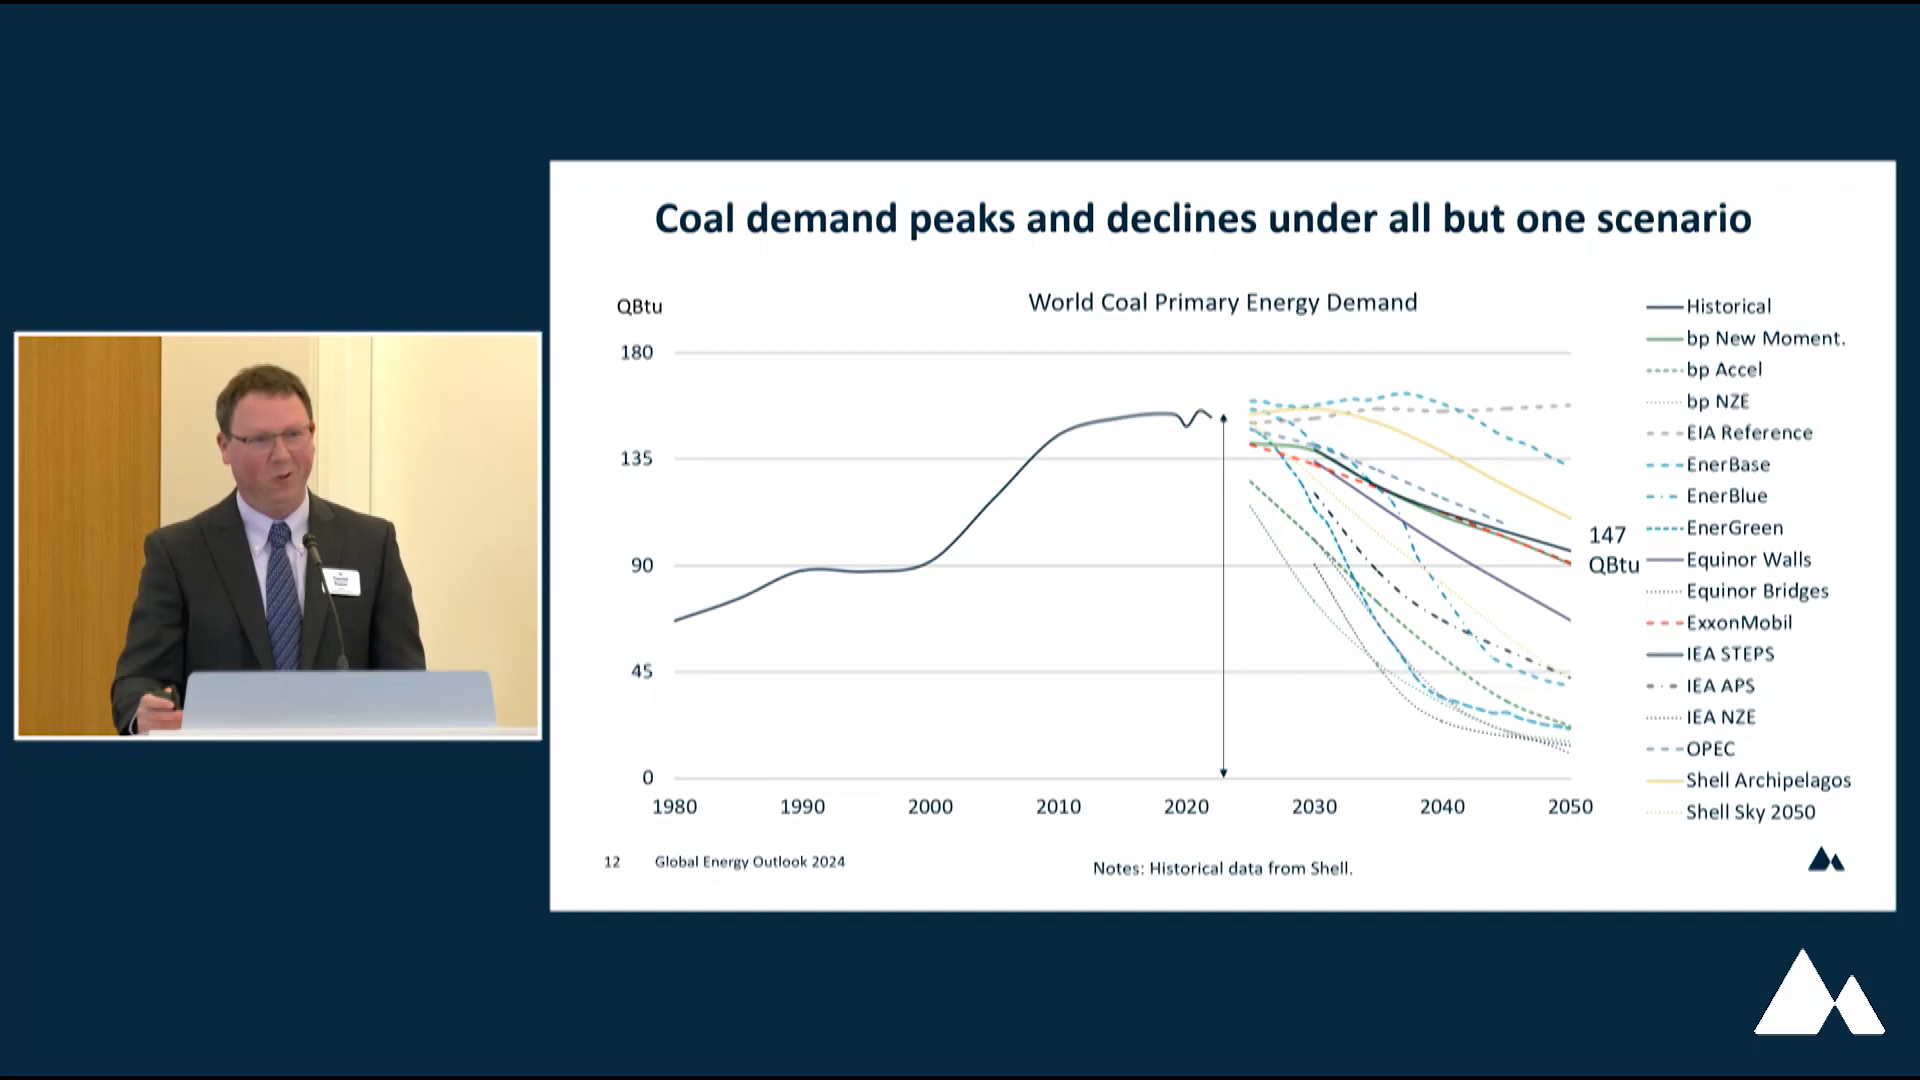 Coal demand peaks and declines under all but one scenario
QBtu
World Coal Primary Energy Demand
180
135
90
45
0
1980
1990
2000
2010
2020
2030
2040
2050
147
QBtu
Historical
bp New Moment.
bp Accel
bp NZE
EIA Reference
EnerBase
EnerBlue
EnerGreen
Equinor Walls
Equinor Bridges
ExxonMobil
IEA STEPS
IEA APS
IEA NZE
OPEC
Shell Archipelagos
Shell Sky 2050
12
Global Energy Outlook 2024
Notes: Historical data from Shell.